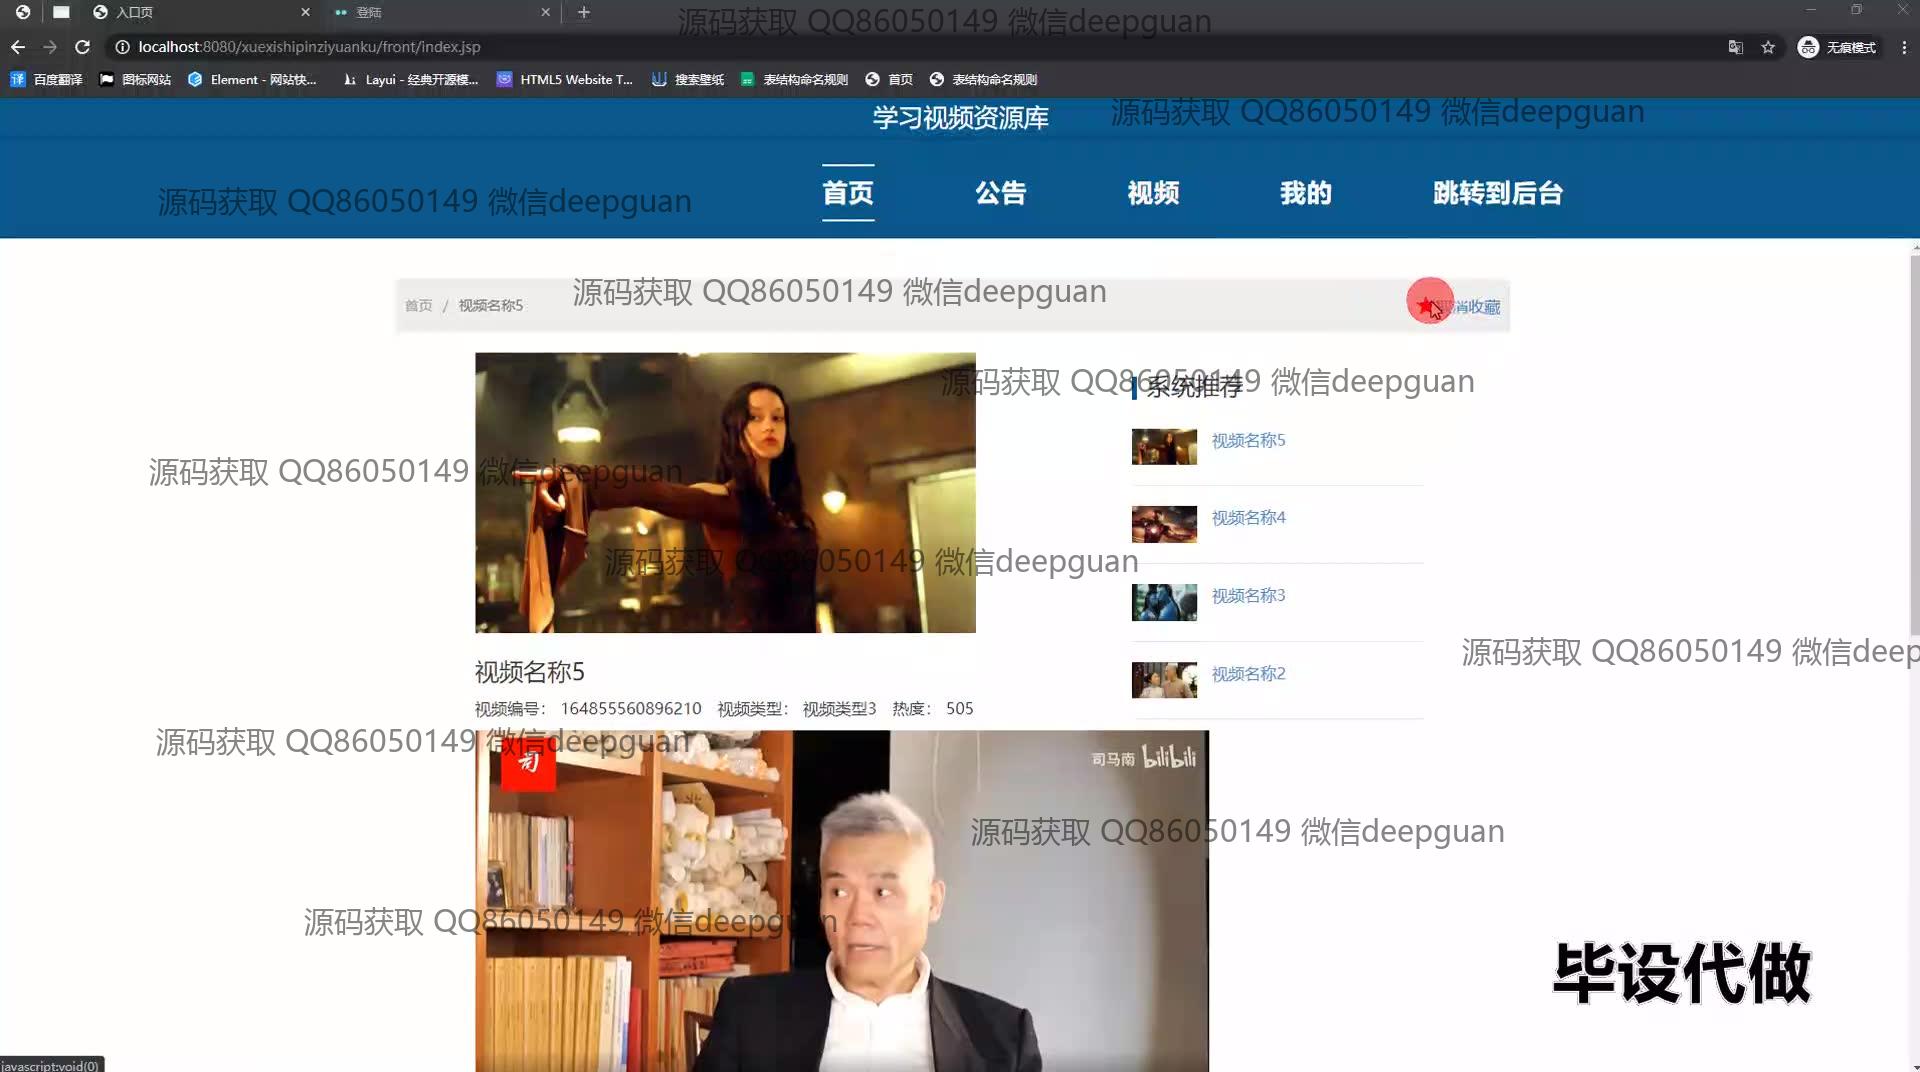 入口页
登陆
localhost:8080/xuexishipinziyuanku/front/index.jsp
无痕模式
百度翻译
图标网站
Element - 网站快...
Layui - 经典开源模...
HTML5 Website T...
搜索壁纸
表结构命名规则
首页
表结构命名规则
源码获取 QQ86050149 微信deepguan
学习视频资源库
源码获取 QQ86050149 微信deepguan
源码获取 QQ86050149 微信deepguan
首页
公告
视频
我的
跳转到后台
首页 / 视频名称5
源码获取 QQ86050149 微信deepguan
取消收藏
源码获取 QQ86050149 微信deepguan
系统推荐
视频名称5
源码获取 QQ86050149 微信deepguan
视频名称4
源码获取 QQ86050149 微信deepguan
视频名称3
视频名称2
源码获取 QQ86050149 微信deep
视频名称5
视频编号： 164855560896210 视频类型： 视频类型3 热度： 505
源码获取 QQ86050149 微信deepguan
司
司马南 bilibili
源码获取 QQ86050149 微信deepguan
源码获取 QQ86050149 微信deepguan
毕设代做
javascript:void(0)